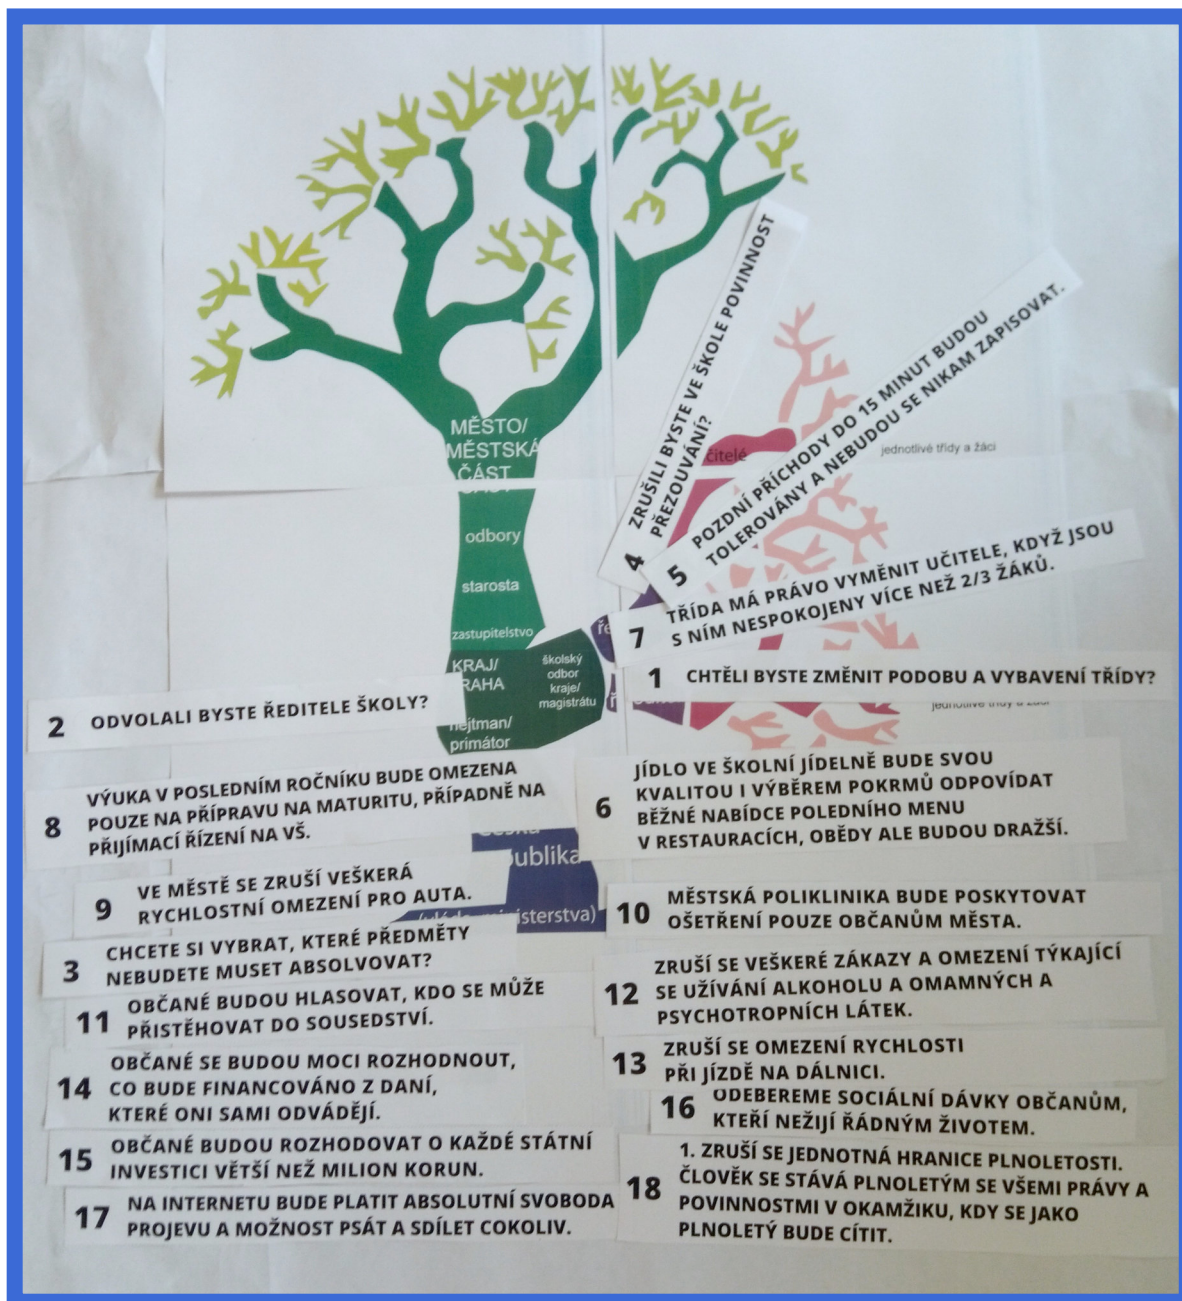 MĚSTO/
MĚSTSKÁ
ČÁST
odbory
starosta
zastupitelstvo
KRAJ/
RAHA
školský
odbor
kraje/
magistrátu
hejtman/
primátor
čitelé
jednotlivé třídy a žáci
4 ZRUŠILI BYSTE VE ŠKOLE POVINNOST
PŘEZOUVÁNÍ?
5 POZDNÍ PŘÍCHODY DO 15 MINUT BUDOU
TOLEROVÁNY A NEBUDOU SE NIKAM ZAPISOVAT.
7 TŘÍDA MÁ PRÁVO VYMĚNIT UČITELE, KDYŽ JSOU
S NÍM NESPOKOJENY VÍCE NEŽ 2/3 ŽÁKŮ.
1 CHTĚLI BYSTE ZMĚNIT PODOBU A VYBAVENÍ TŘÍDY?
jednotlivé třídy a žáci
2 ODVOLALI BYSTE ŘEDITELE ŠKOLY?
8 VÝUKA V POSLEDNÍM ROČNÍKU BUDE OMEZENA
POUZE NA PŘÍPRAVU NA MATURITU, PŘÍPADNĚ NA
PŘIJÍMACÍ ŘÍZENÍ NA VŠ.
6 JÍDLO VE ŠKOLNÍ JÍDELNĚ BUDE SVOU
KVALITOU I VÝBĚREM POKRMŮ ODPOVÍDAT
BĚŽNÉ NABÍDCE POLEDNÍHO MENU
V RESTAURACÍCH, OBĚDY ALE BUDOU DRAŽŠÍ.
publika
isterstva)
9 VE MĚSTĚ SE ZRUŠÍ VEŠKERÁ
RYCHLOSTNÍ OMEZENÍ PRO AUTA.
10 MĚSTSKÁ POLIKLINIKA BUDE POSKYTOVAT
OŠETŘENÍ POUZE OBČANŮM MĚSTA.
3 CHCETE SI VYBRAT, KTERÉ PŘEDMĚTY
NEBUDETE MUSET ABSOLVOVAT?
12 ZRUŠÍ SE VEŠKERÉ ZÁKAZY A OMEZENÍ TÝKAJÍCÍ
SE UŽÍVÁNÍ ALKOHOLU A OMAMNÝCH A
PSYCHOTROPNÍCH LÁTEK.
11 OBČANÉ BUDOU HLASOVAT, KDO SE MŮŽE
PŘISTĚHOVAT DO SOUSEDSTVÍ.
13 ZRUŠÍ SE OMEZENÍ RYCHLOSTI
PŘI JÍZDĚ NA DÁLNICI.
14 OBČANÉ SE BUDOU MOCI ROZHODNOUT,
CO BUDE FINANCOVÁNO Z DANÍ,
KTERÉ ONI SAMI ODVÁDĚJÍ.
16 ODEBEREME SOCIÁLNÍ DÁVKY OBČANŮM,
KTEŘÍ NEŽIJÍ ŘÁDNÝM ŽIVOTEM.
15 OBČANÉ BUDOU ROZHODOVAT O KAŽDÉ STÁTNÍ
INVESTICI VĚTŠÍ NEŽ MILION KORUN.
18 1. ZRUŠÍ SE JEDNOTNÁ HRANICE PLNOLETOSTI.
ČLOVĚK SE STÁVÁ PLNOLETÝM SE VŠEMI PRÁVY A
POVINNOSTMI V OKAMŽIKU, KDY SE JAKO
PLNOLETÝ BUDE CÍTIT.
17 NA INTERNETU BUDE PLATIT ABSOLUTNÍ SVOBODA
PROJEVU A MOŽNOST PSÁT A SDÍLET COKOLIV.